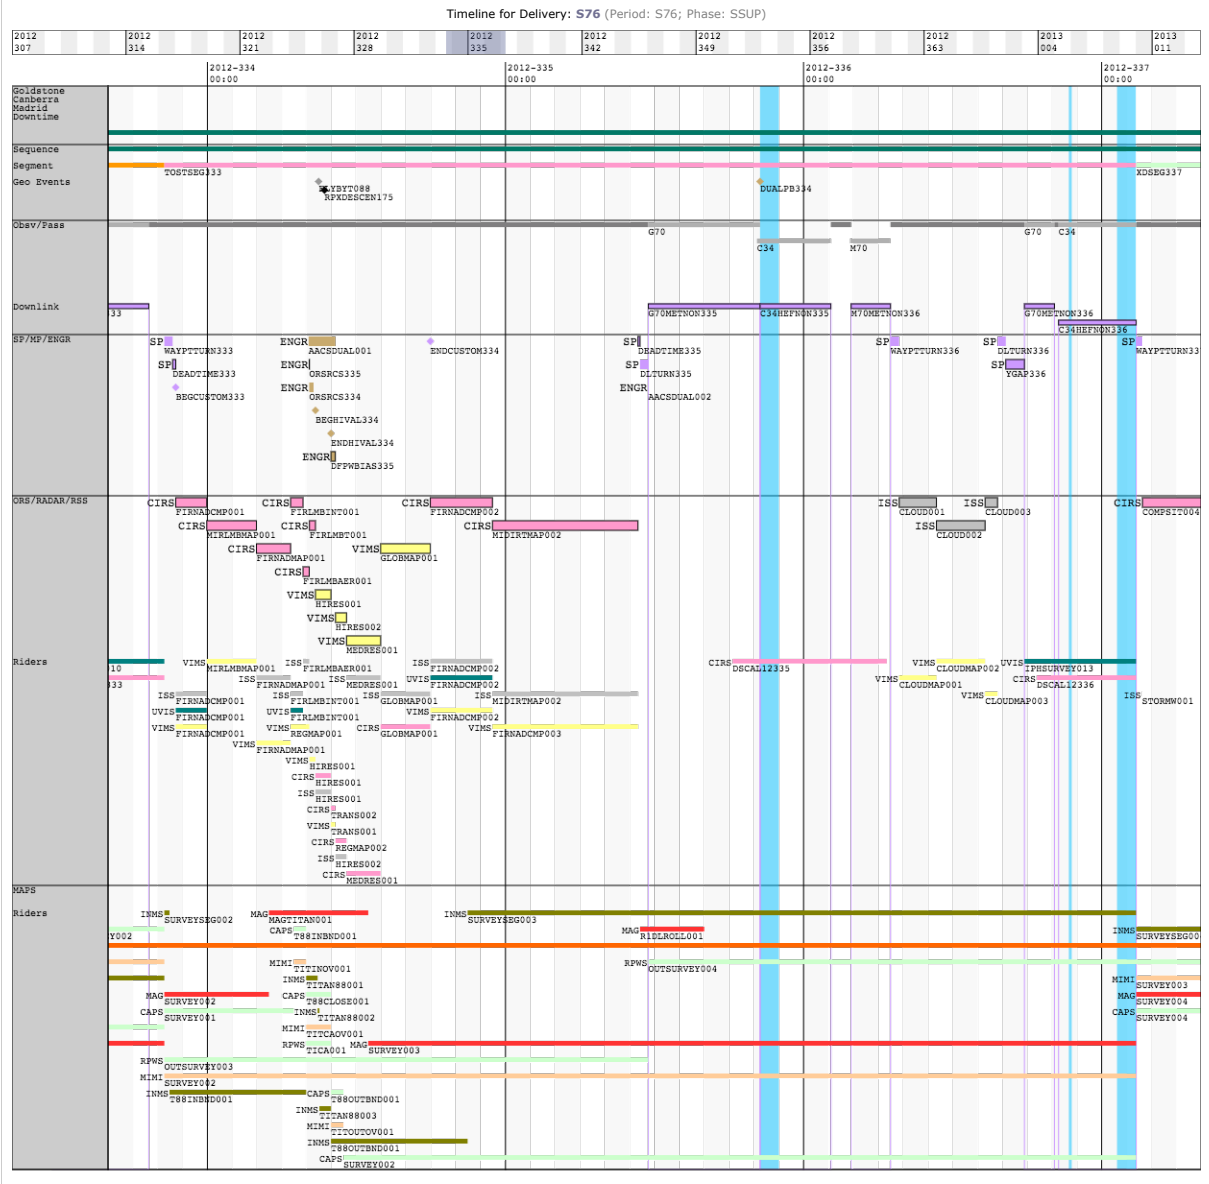 Timeline for Delivery: S76 (Period: S76; Phase: SSUP)
2012 2012 2012 2012 2012 2012 2012 2012 2012 2013 2013
307 314 321 328 335 342 349 356 363 004 011
2012-334 2012-335 2012-336 2012-337
00:00 00:00 00:00 00:00
Goldstone
Canberra
Madrid
Downtime
Sequence
Segment
TOSTSEG333 XDSEG337
Geo Events
FLYBYT088 DUALPB334
RPXDESCEN175
Obsv/Pass
G70 G70 C34
C34 M70
Downlink
33 G70METNON335 C34HEFNON335 M70METNON336 G70METNON336
C34HEFNON336
SP/MP/ENGR
SP ENGR SP SP SP SP
WAYPTTURN333 AACSDUAL001 ENDCUSTOM334 DEADTIME335 WAYPTTURN336 DLTURN336 WAYPTTURN33
SP ENGR SP SP
DEADTIME333 ORSRCS335 DLTURN335 YGAP336
ENGR ENGR
BEGCUSTOM333 ORSRCS334 AACSDUAL002
BEGHIVAL334
ENDHIVAL334
ENGR
DFPWBIAS335
ORS/RADAR/RSS
CIRS CIRS CIRS ISS ISS CIRS
FIRNADCMP001 FIRLMBINT001 FIRNADCMP002 CLOUD001 CLOUD003 COMPSIT004
CIRS CIRS CIRS ISS
MIRLMBMAP001 FIRLMBT001 MIDIRTMAP002 CLOUD002
CIRS VIMS
FIRNADMAP001 GLOBMAP001
CIRS
FIRLMBAER001
VIMS
HIRES001
VIMS
HIRES002
VIMS
MEDRES001
Riders
VIMS ISS ISS CIRS VIMS UVIS
10 MIRLMBMAP001 FIRLMBAER001 FIRNADCMP002 DSCAL12335 CLOUDMAP002 IPHSURVEY013
ISS ISS UVIS VIMS CIRS
333 FIRNADMAP001 MEDRES001 FIRNADCMP002 CLOUDMAP001 DSCAL12336
ISS ISS ISS ISS VIMS ISS
FIRNADCMP001 FIRLMBINT001 GLOBMAP001 MIDIRTMAP002 CLOUDMAP003 STORMW001
UVIS UVIS VIMS
FIRNADCMP001 FIRLMBINT001 FIRNADCMP002
VIMS VIMS CIRS VIMS
FIRNADCMP001 REGMAP001 GLOBMAP001 FIRNADCMP003
VIMS
FIRNADMAP001
VIMS
HIRES001
CIRS
HIRES001
ISS
HIRES001
CIRS
TRANS002
VIMS
TRANS001
CIRS
REGMAP002
ISS
HIRES002
CIRS
MEDRES001
MAPS
Riders
INMS MAG INMS
SURVEYSEG002 MAGTITAN001 SURVEYSEG003
CAPS MAG INMS
Y002 T88INBND001 R1DLROLL001 SURVEYSEG00
MIMI RPWS
TITINOV001 OUTSURVEY004
INMS MIMI
TITAN88001 SURVEY003
MAG CAPS MAG
SURVEY002 T88CLOSE001 SURVEY004
CAPS INMS CAPS
SURVEY001 TITAN88002 SURVEY004
MIMI
TITCAOV001
RPWS MAG
TICA001 SURVEY003
RPWS
OUTSURVEY003
MIMI
SURVEY002
INMS CAPS
T88INBND001 T88OUTBND001
INMS
TITAN88003
MIMI
TITOUTOV001
INMS
T88OUTBND001
CAPS
SURVEY002